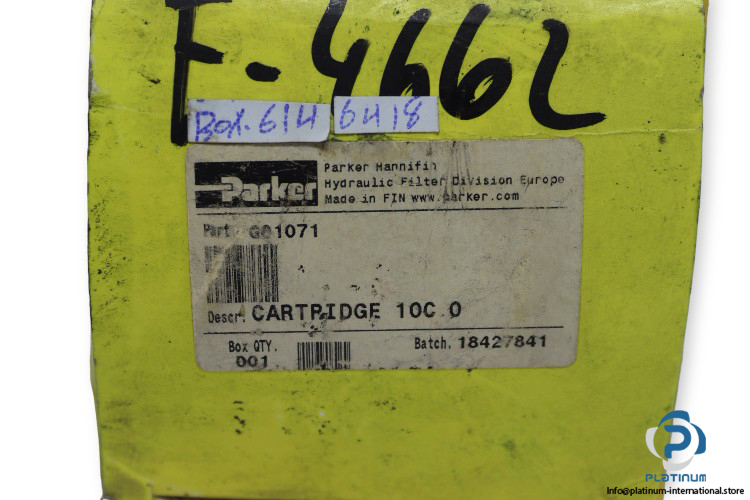 F-4662
BOX.614 6418
Parker
Parker Hannifin
Hydraulic Filter Division Europe
Made in FIN www.parker.com
Part: G01071
Descr. CARTRIDGE 10C 0
Box QTY.
001
Batch. 18427841
PLATINUM
Info@platinum-international.store